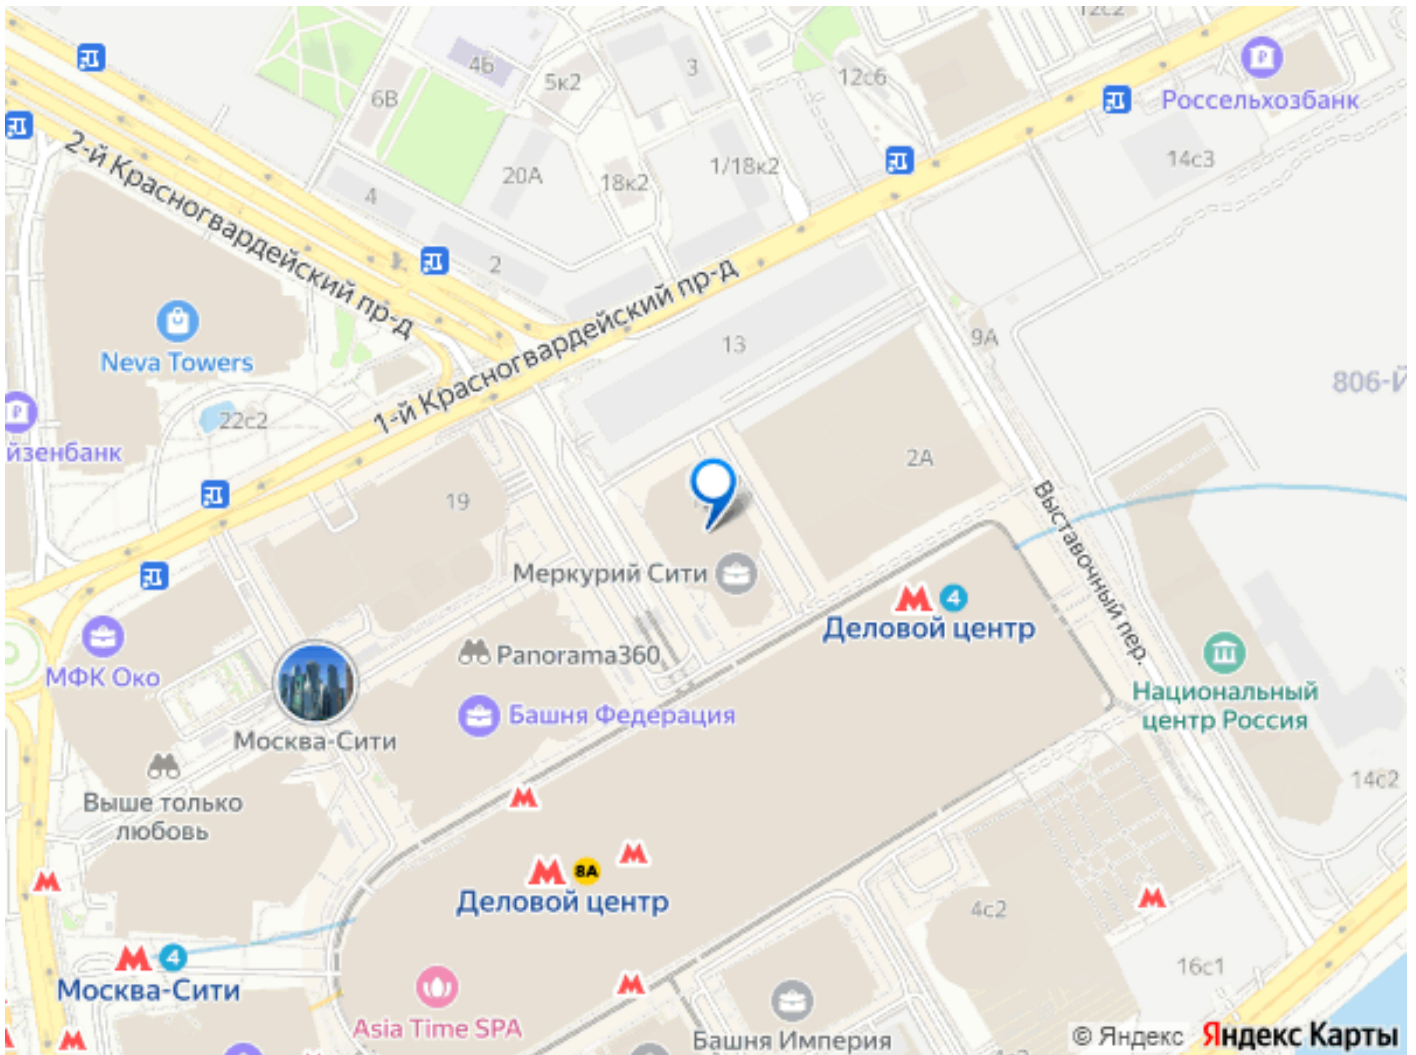 12с2
4Б
5к2
3
12с6
6В
Россельхозбанк
2-й Красногвардейский пр-д
20А
18к2
1/18к2
14с3
4
2
1-й Красногвардейский пр-д
13
9А
Neva Towers
806-Й
22с2
йзенбанк
2А
19
Выставочный пер.
Меркурий Сити
4
Деловой центр
МФК Око
Panorama360
Башня Федерация
Национальный
центр Россия
Москва-Сити
14с2
Выше только
любовь
8А
Деловой центр
4с2
4
Москва-Сити
16с1
Asia Time SPA
Башня Империя
© Яндекс Яндекс Карты